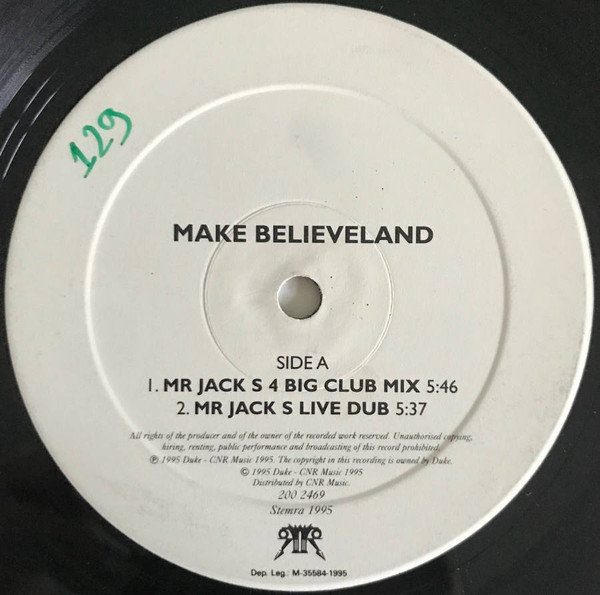 129
MAKE BELIEVELAND
SIDE A
1. MR JACK S 4 BIG CLUB MIX 5:46
2. MR JACK S LIVE DUB 5:37
All rights of the producer and of the owner of the recorded work reserved. Unauthorised copying,
hiring, renting, public performance and broadcasting of this record prohibited.
℗ 1995 Duke - CNR Music 1995. The copyright in this recording is owned by Duke.
© 1995 Duke - CNR Music 1995
Distributed by CNR Music.
200 2469
Stemra 1995
Dep. Leg.: M-35584-1995